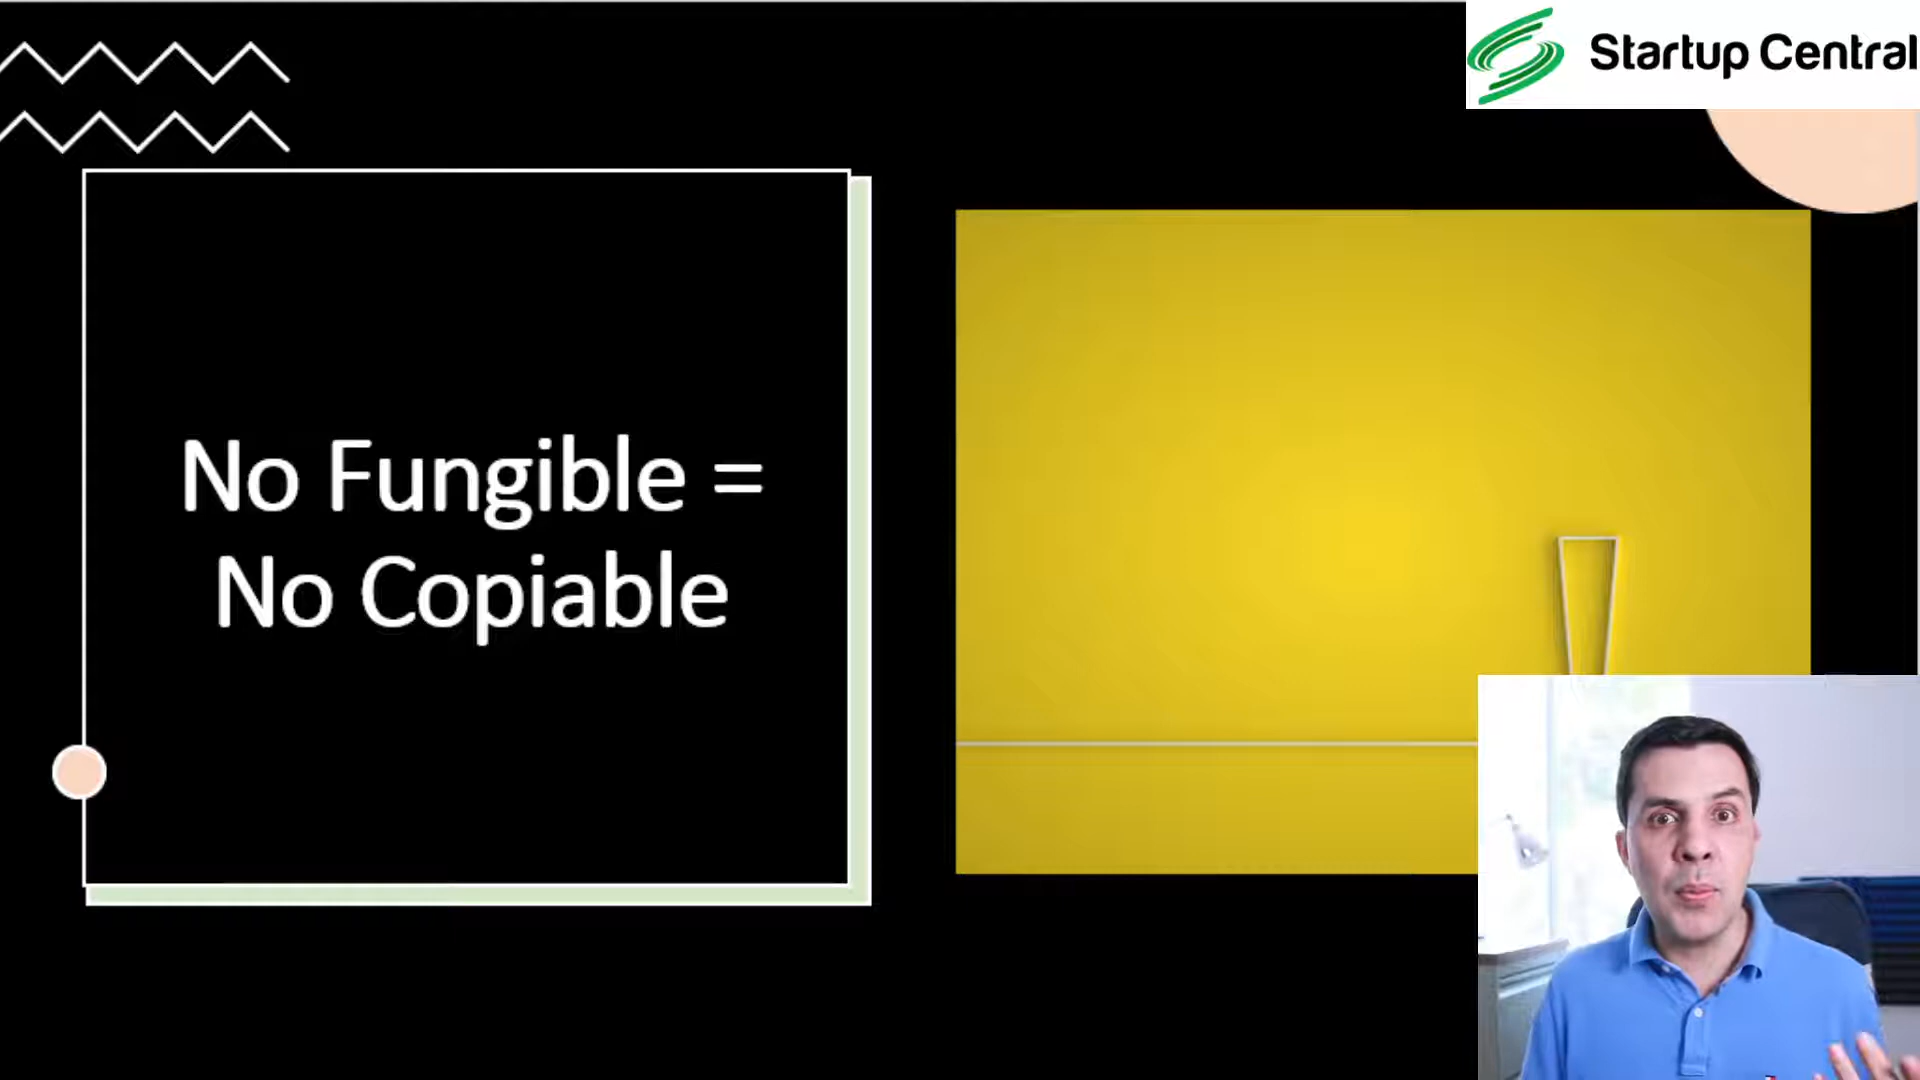 Startup Central
No Fungible =
No Copiable